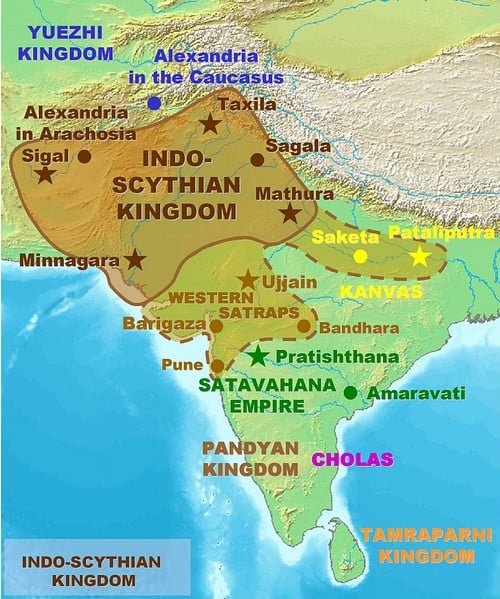 YUEZHI
KINGDOM
Alexandria
in the Caucasus
Alexandria
in Arachosia
Taxila
Sigal
INDO-
SCYTHIAN
KINGDOM
Sagala
Mathura
Saketa
Pataliputra
Minnagara
KANVAS
Ujjain
WESTERN
SATRAPS
Barigaza
Bandhara
Pune
Pratishthana
SATAVAHANA
EMPIRE
Amaravati
PANDYAN
KINGDOM
CHOLAS
TAMRAPARNI
KINGDOM
INDO-SCYTHIAN
KINGDOM